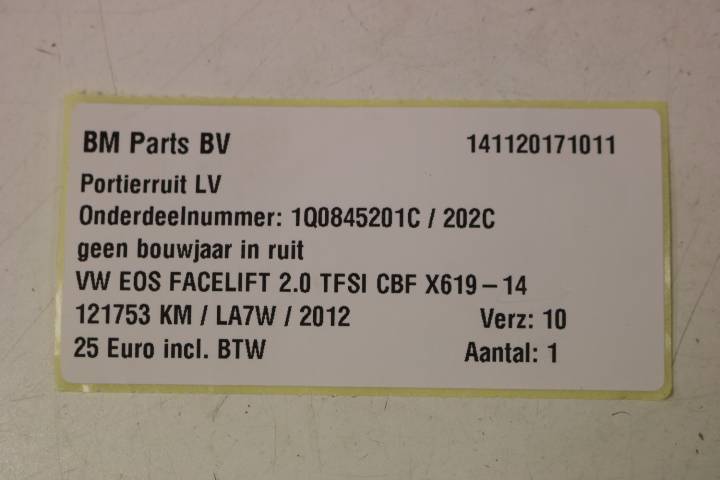 BM Parts BV 141120171011
Portierruit LV
Onderdeelnummer: 1Q0845201C / 202C
geen bouwjaar in ruit
VW EOS FACELIFT 2.0 TFSI CBF X619-14
121753 KM / LA7W / 2012 Verz: 10
25 Euro incl. BTW Aantal: 1